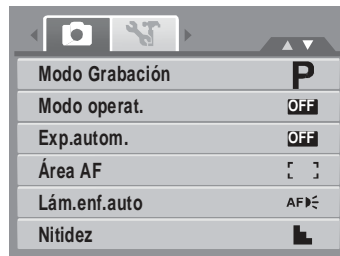 Modo Grabación P
Modo operat. OFF
Exp.autom. OFF
Área AF
Lám.enf.auto AF
Nitidez